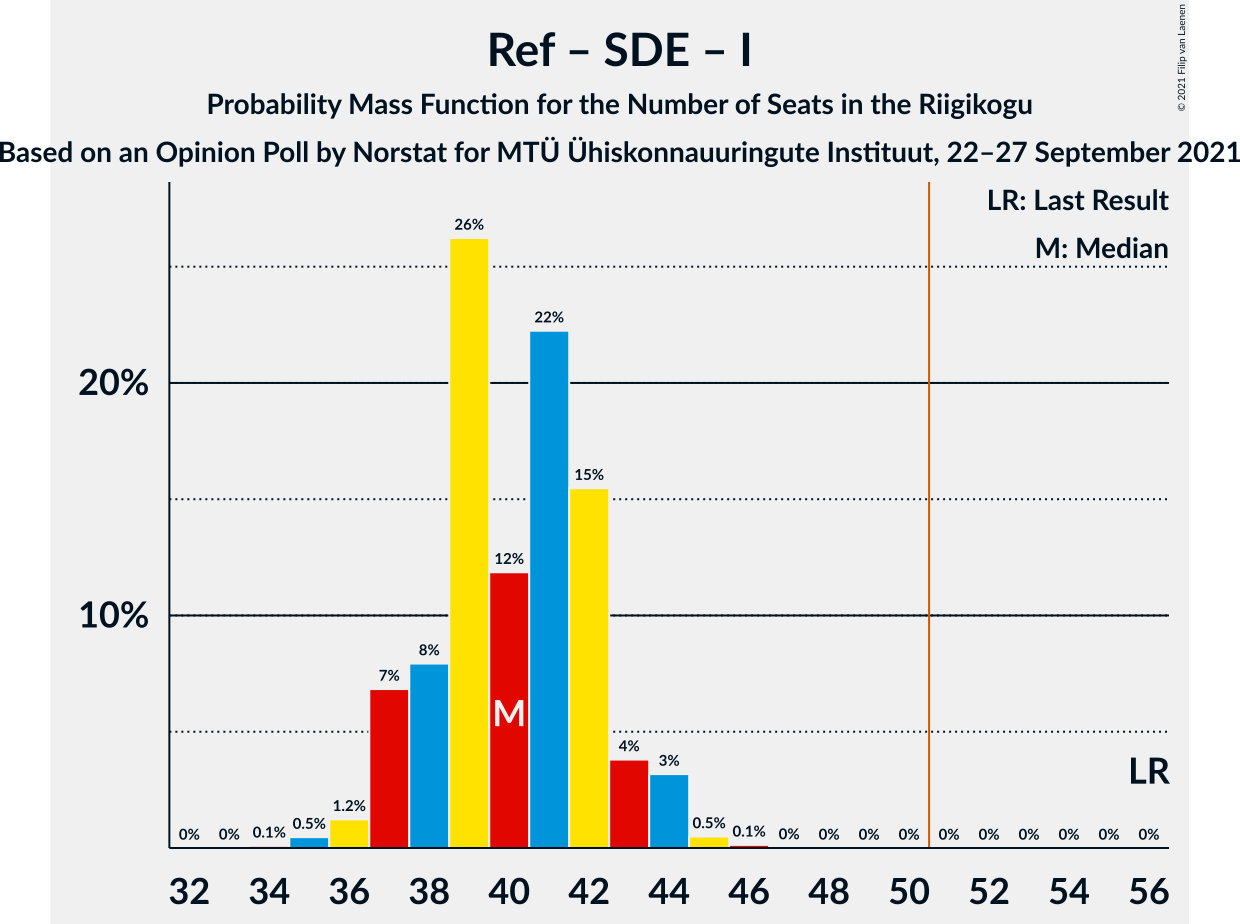 Ref – SDE – I
Probability Mass Function for the Number of Seats in the Riigikogu
Based on an Opinion Poll by Norstat for MTÜ Ühiskonnauuringute Instituut, 22–27 September 2021
© 2021 Filip van Laenen
LR: Last Result
M: Median
26%
22%
20%
15%
12%
10%
8%
7%
M
4%
3%
LR
0% 0% 0.1% 0.5% 1.2% 0.5% 0.1% 0% 0% 0% 0% 0% 0% 0% 0% 0% 0%
32 34 36 38 40 42 44 46 48 50 52 54 56